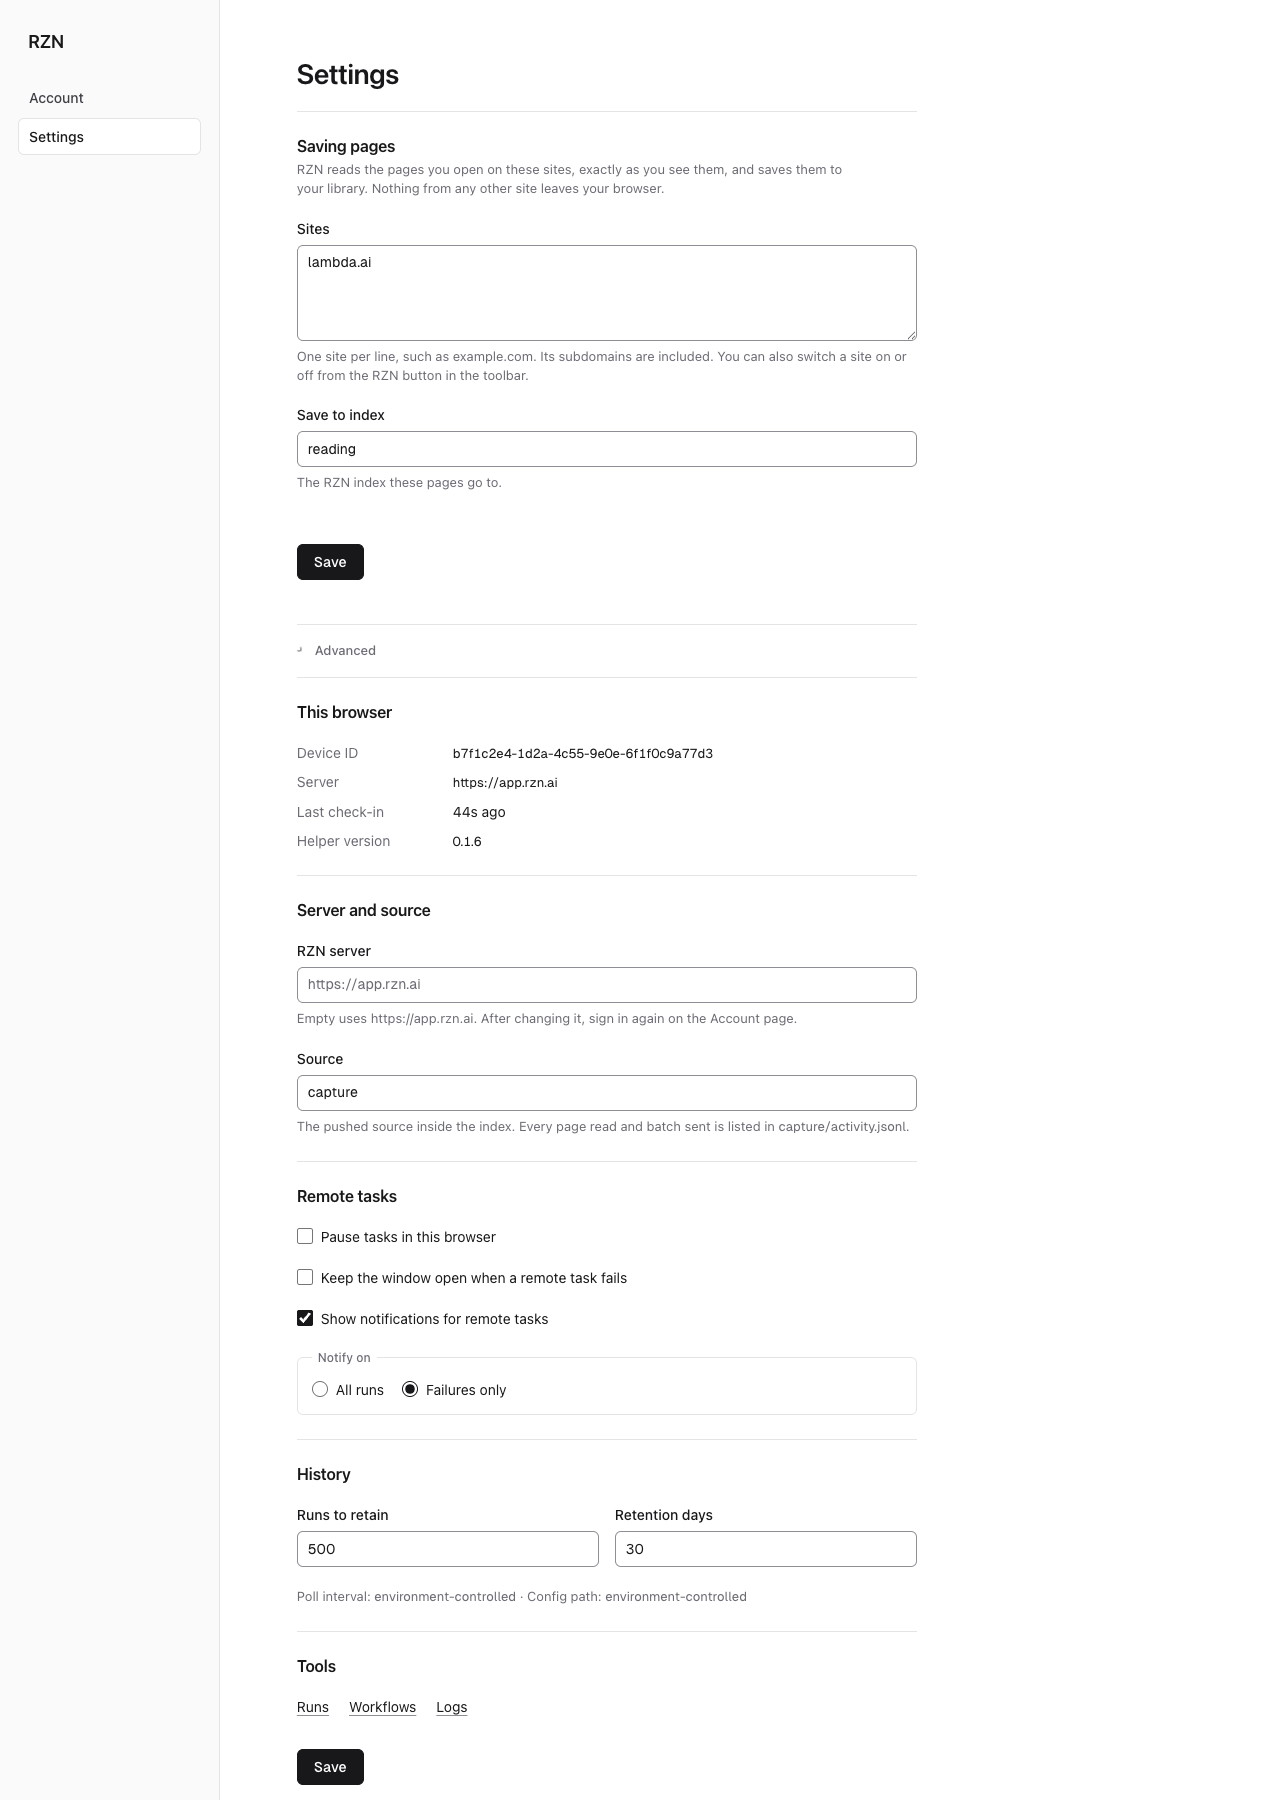 RZN
Account
Settings
Settings
Saving pages
RZN reads the pages you open on these sites, exactly as you see them, and saves them to
your library. Nothing from any other site leaves your browser.
Sites
lambda.ai
One site per line, such as example.com. Its subdomains are included. You can also switch a site on or
off from the RZN button in the toolbar.
Save to index
reading
The RZN index these pages go to.
Save
Advanced
This browser
Device ID b7f1c2e4-1d2a-4c55-9e0e-6f1f0c9a77d3
Server https://app.rzn.ai
Last check-in 44s ago
Helper version 0.1.6
Server and source
RZN server
https://app.rzn.ai
Empty uses https://app.rzn.ai. After changing it, sign in again on the Account page.
Source
capture
The pushed source inside the index. Every page read and batch sent is listed in capture/activity.jsonl.
Remote tasks
Pause tasks in this browser
Keep the window open when a remote task fails
Show notifications for remote tasks
Notify on
All runs Failures only
History
Runs to retain Retention days
500 30
Poll interval: environment-controlled · Config path: environment-controlled
Tools
Runs Workflows Logs
Save